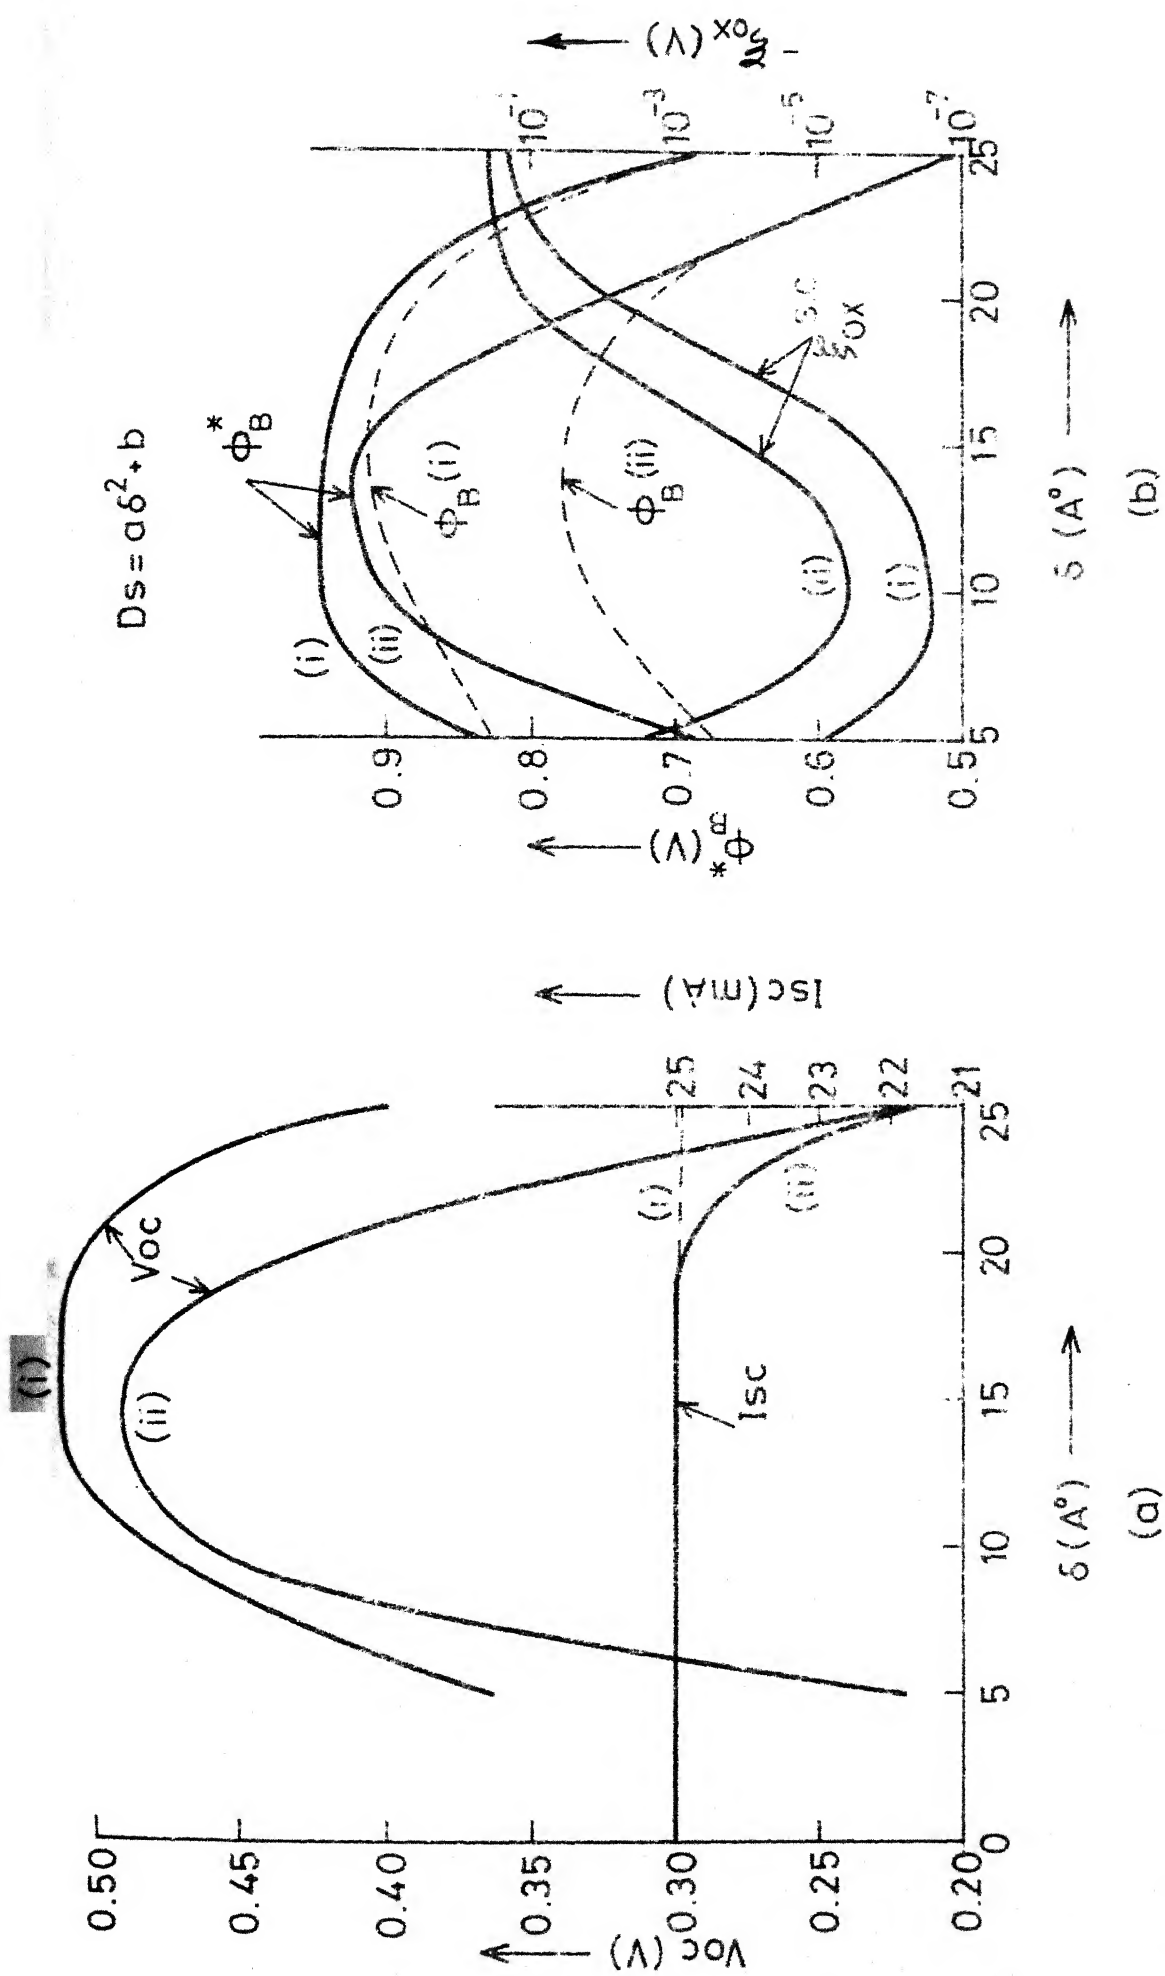 (a)
Voc (V)
0.50
0.45
0.40
0.35
0.30
0.25
0.20
(i)
Voc
(ii)
Isc
(i)
(ii)
Isc (mA)
25
24
23
22
21
0
5
10
15
20
25
δ (A°)
(a)
Ds = aδ² + b
ϕB* (V)
0.9
0.8
0.7
0.6
0.5
ϕB*
(i)
(ii)
ϕB (i)
ϕB (ii)
(ii)
(i)
ξox
10⁻³
10⁻⁵
10⁻⁷
5
10
15
20
25
δ (A°)
(b)